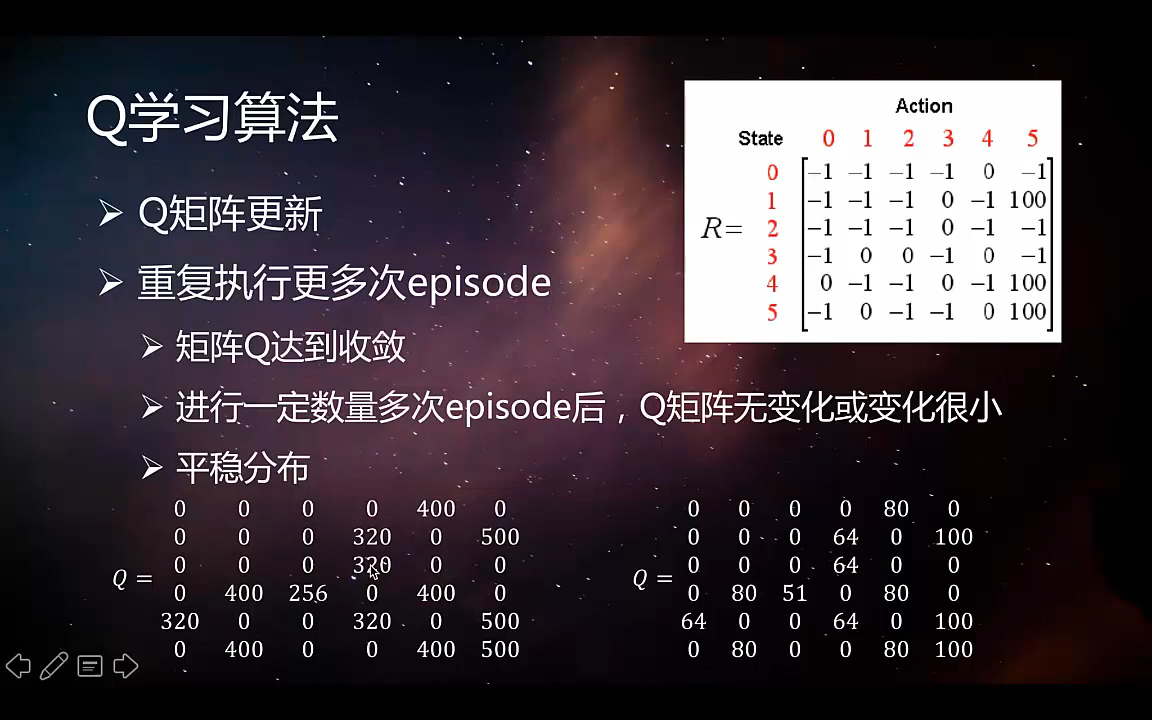 Q学习算法
Q矩阵更新
重复执行更多次episode
矩阵Q达到收敛
进行一定数量多次episode后，Q矩阵无变化或变化很小
平稳分布
Action
State 0 1 2 3 4 5
0 −1 −1 −1 −1 0 −1
1 −1 −1 −1 0 −1 100
R= 2 −1 −1 −1 0 −1 −1
3 −1 0 0 −1 0 −1
4 0 −1 −1 0 −1 100
5 −1 0 −1 −1 0 100
0 0 0 0 400 0
0 0 0 320 0 500
Q = 0 0 0 320 0 0
0 400 256 0 400 0
320 0 0 320 0 500
0 400 0 0 400 500
0 0 0 0 80 0
0 0 0 64 0 100
Q = 0 0 0 64 0 0
0 80 51 0 80 0
64 0 0 64 0 100
0 80 0 0 80 100